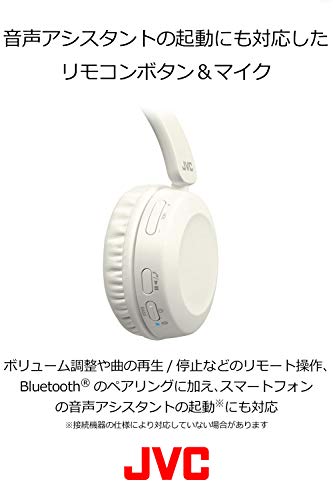 音声アシスタントの起動にも対応した
リモコンボタン＆マイク
JVC
ボリューム調整や曲の再生/停止などのリモート操作、
Bluetooth®のペアリングに加え、スマートフォン
の音声アシスタントの起動※にも対応
※接続機器の仕様により対応していない場合があります
JVC